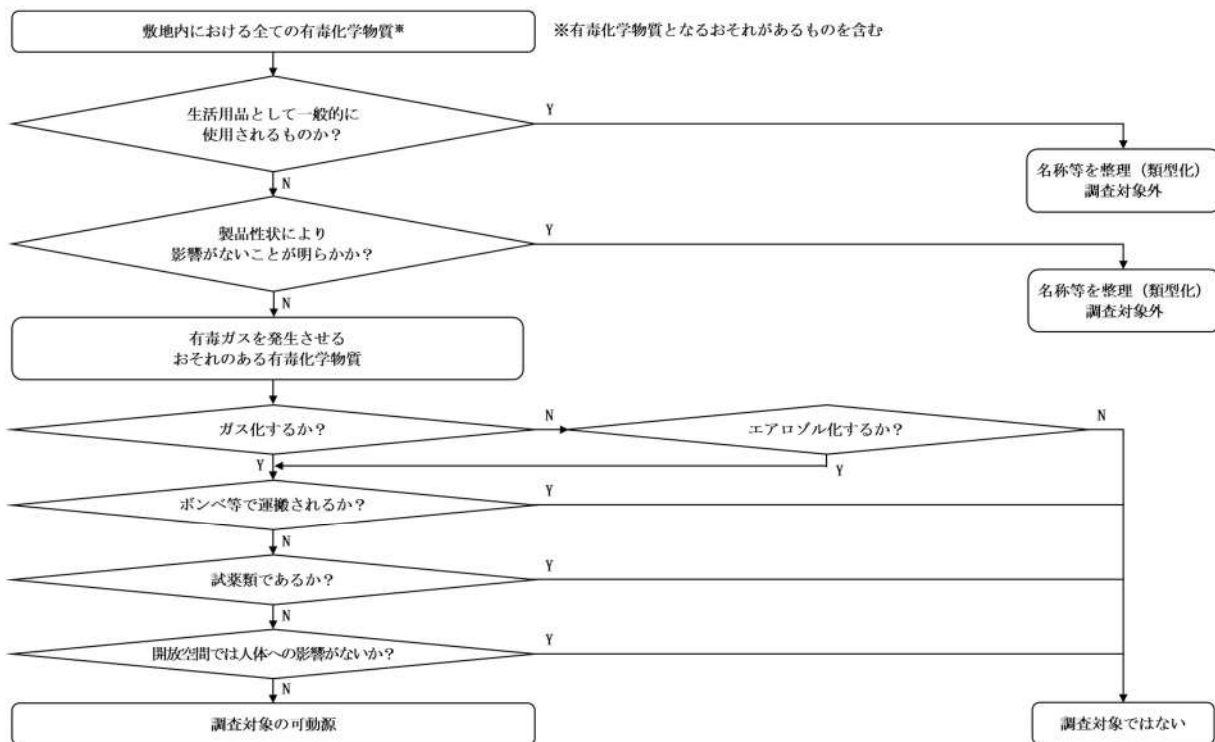 敷地内における全ての有毒化学物質※
※有毒化学物質となるおそれがあるものを含む
生活用品として一般的に
使用されるものか?
Y
N
名称等を整理(類型化)
調査対象外
製品性状により
影響がないことが明らかか?
Y
N
名称等を整理(類型化)
調査対象外
有毒ガスを発生させる
おそれのある有毒化学物質
ガス化するか?
N
エアロゾル化するか?
N
Y
Y
ボンベ等で運搬されるか?
Y
N
試薬類であるか?
Y
N
開放空間では人体への影響がないか?
Y
N
調査対象の可動源
調査対象ではない